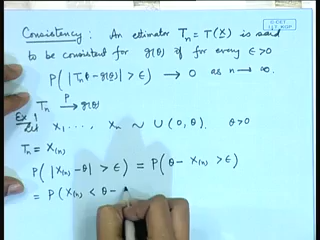 Consistency : An estimator Tn = T(X) is said
to be consistent for g(θ) if for every ε>0
P( |Tn θ - g(θ)| > ε ) → 0 as n→ ∞.
Tn →P g(θ)
Ex 1
Let X1, ..., Xn ~ U(0, θ). θ>0
Tn = X(n)
P( |X(n) - θ| > ε ) = P( θ - X(n) > ε )
= P( X(n) < θ -